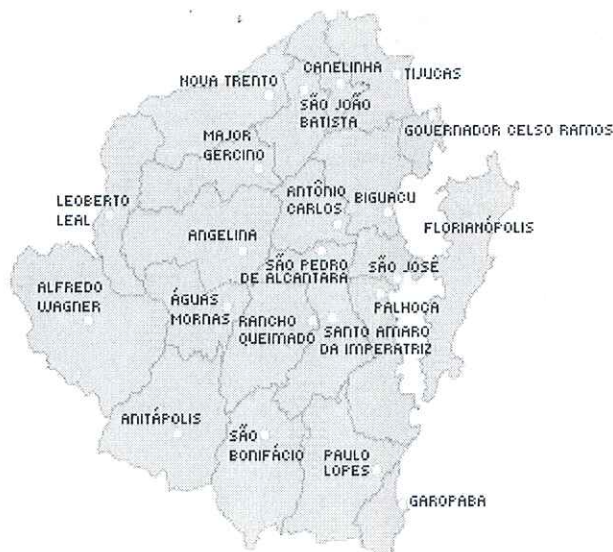 CANELINHA
NOVA TRENTO
TIJUCAS
SÃO JOÃO
BATISTA
GOVERNADOR CELSO RAMOS
MAJOR
GERCINO
ANTÔNIO
CARLOS
BIGUACU
LEOBERTO
LEAL
FLORIANÓPOLIS
ANGELINA
SÃO PEDRO
DE ALCANTARA
SÃO JOSÉ
ALFREDO
WAGNER
ÁGUAS
MORNAS
RANCHO
QUEIMADO
PALHOÇA
SANTO AMARO
DA IMPERATRIZ
ANITÁPOLIS
SÃO
BONIFÁCIO
PAULO
LOPES
GAROPABA